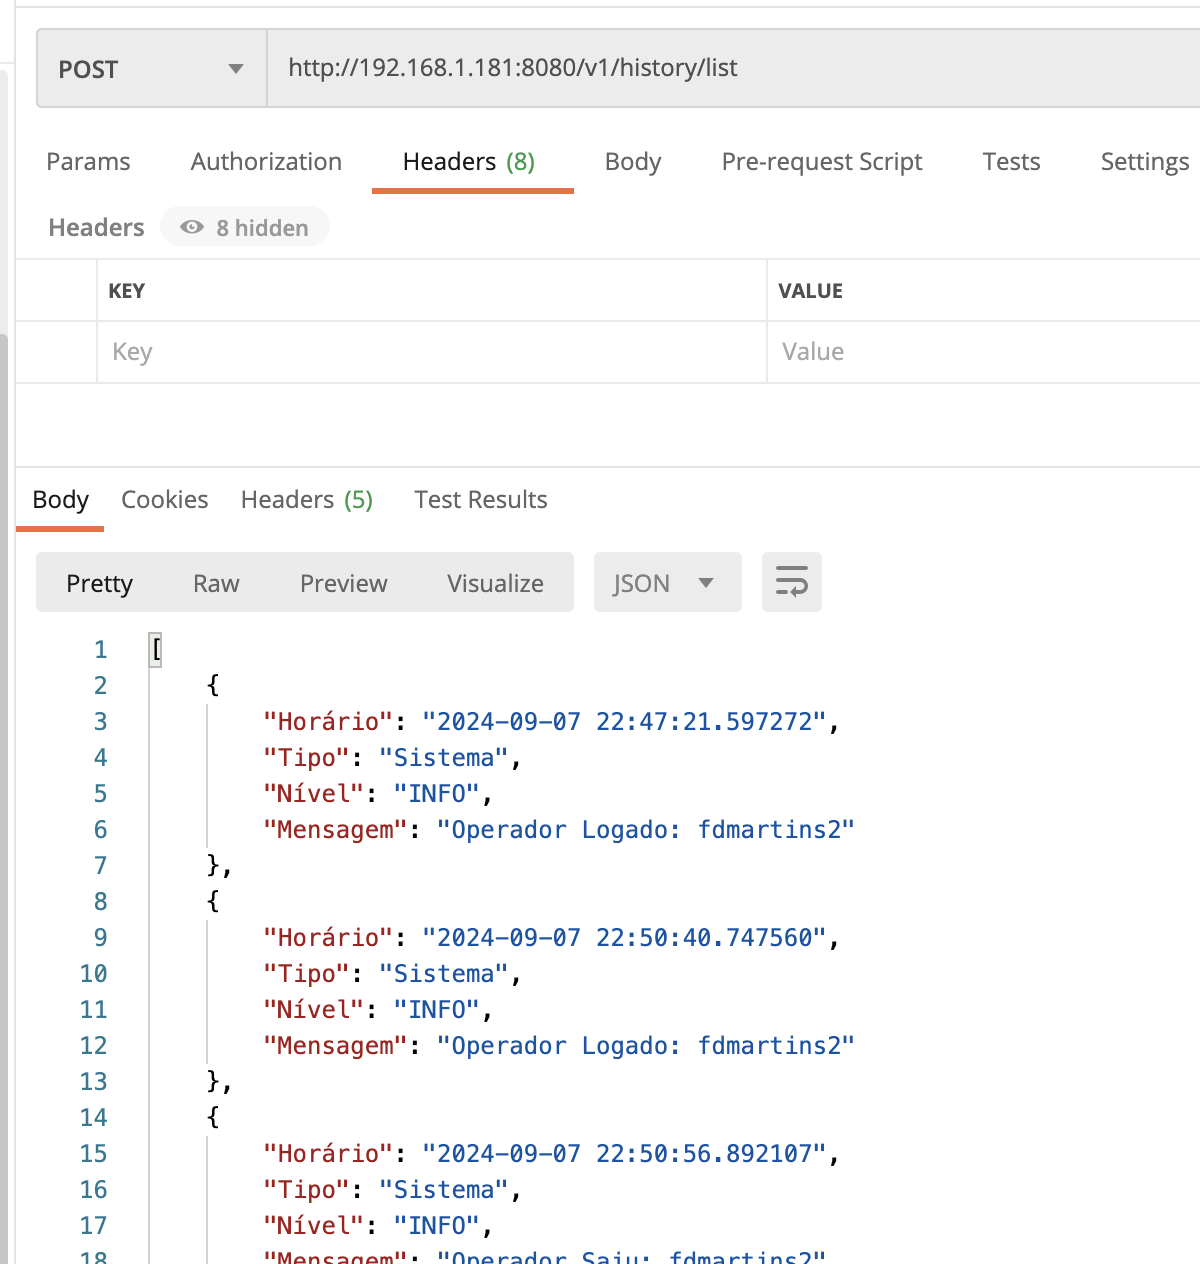 POST http://192.168.1.181:8080/v1/history/list
Params Authorization Headers (8) Body Pre-request Script Tests Settings
Headers 8 hidden
KEY VALUE
Key Value
Body Cookies Headers (5) Test Results
Pretty Raw Preview Visualize JSON
1 [
2 {
3 "Horário": "2024-09-07 22:47:21.597272",
4 "Tipo": "Sistema",
5 "Nível": "INFO",
6 "Mensagem": "Operador Logado: fdmartins2"
7 },
8 {
9 "Horário": "2024-09-07 22:50:40.747560",
10 "Tipo": "Sistema",
11 "Nível": "INFO",
12 "Mensagem": "Operador Logado: fdmartins2"
13 },
14 {
15 "Horário": "2024-09-07 22:50:56.892107",
16 "Tipo": "Sistema",
17 "Nível": "INFO",
18 "Mensagem": "Operador Saiu: fdmartins2"